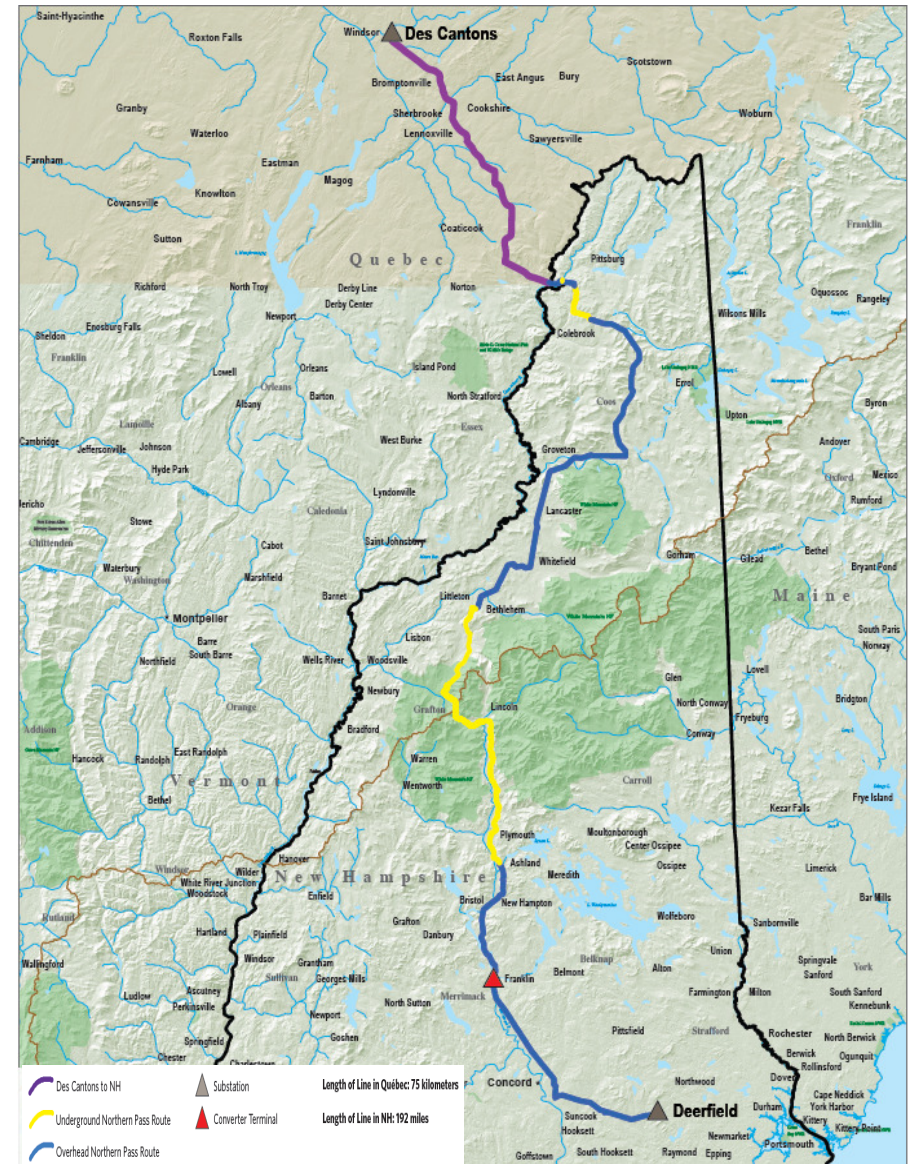 Saint-Hyacinthe
Roxton Falls
Windsor
Des Cantons
Scotstown
East Angus
Bury
Bromptonville
Granby
Sherbrooke
Cookshire
Woburn
Waterloo
Lennoxville
Sawyersville
Farnham
Eastman
Magog
Knowlton
Cowansville
Franklin
Coaticook
Sutton
Quebec
Pittsburg
Richford
North Troy
Derby Line
Norton
Oquossoc
Rangeley
Derby Center
Newport
Wilsons Mills
Enosburg Falls
Sheldon
Colebrook
Franklin
Lowell
Orleans
Island Pond
Errol
Orleans
Barton
North Stratford
Albany
Coos
Byron
Upton
Lamoille
Essex
Cambridge
Jeffersonville
Johnson
West Burke
Groveton
Andover
Hyde Park
Oxford
Mexico
Lyndonville
Rumford
Jericho
Caledonia
Lancaster
Stowe
Chittenden
Saint Johnsbury
Cabot
Whitefield
Gorham
Gilead
Bethel
Waterbury
Bryant Pond
Washington
Marshfield
Barnet
Littleton
Bethlehem
White Mountain NF
Maine
Montpelier
Barre
Lisbon
South Paris
Norway
South Barre
Northfield
Wells River
Woodsville
Lovell
Glen
Newbury
Bridgton
Orange
Grafton
Lincoln
North Conway
Fryeburg
Addison
Bradford
Conway
East Randolph
Hancock
Randolph
Warren
Vermont
Wentworth
Carroll
Bethel
Frye Island
Kezar Falls
Plymouth
Moultonborough
Center Ossipee
Hanover
Ashland
Ossipee
Windsor
Wilder
Limerick
White River Junction
New Hampshire
Meredith
Woodstock
Enfield
Bristol
New Hampton
Bar Mills
Rutland
Wolfeboro
Grafton
Sanbornville
Hartland
Plainfield
Danbury
Union
Wallingford
Windsor
Grantham
Belknap
Springvale
Franklin
Belmont
Alton
York
Sullivan
Georges Mills
Sanford
Ludlow
Ascutney
North Sutton
Merrimack
Farmington
Milton
South Sanford
Perkinsville
Kennebunk
Newport
Pittsfield
Strafford
Rochester
Springfield
Goshen
North Berwick
Chester
Charlestown
Berwick
Ogunquit
Rollinsford
Concord
Northwood
Dover
Cape Neddick
Deerfield
Durham
York Harbor
Suncook
Kittery
Kittery Point
Hooksett
Newmarket
Portsmouth
Goffstown
South Hooksett
Raymond
Epping
Des Cantons to NH
Substation
Length of Line in Québec: 75 kilometers
Underground Northern Pass Route
Converter Terminal
Length of Line in NH: 192 miles
Overhead Northern Pass Route